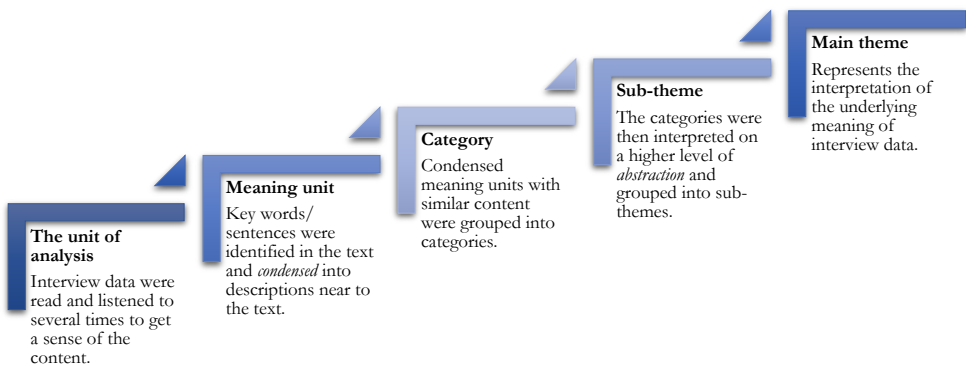 The unit of
analysis
Interview data were
read and listened to
several times to get
a sense of the
content.
Meaning unit
Key words/
sentences were
identified in the text
and condensed into
descriptions near to
the text.
Category
Condensed
meaning units with
similar content
were grouped into
categories.
Sub-theme
The categories were
then interpreted on
a higher level of
abstraction and
grouped into sub-
themes.
Main theme
Represents the
interpretation of
the underlying
meaning of
interview data.